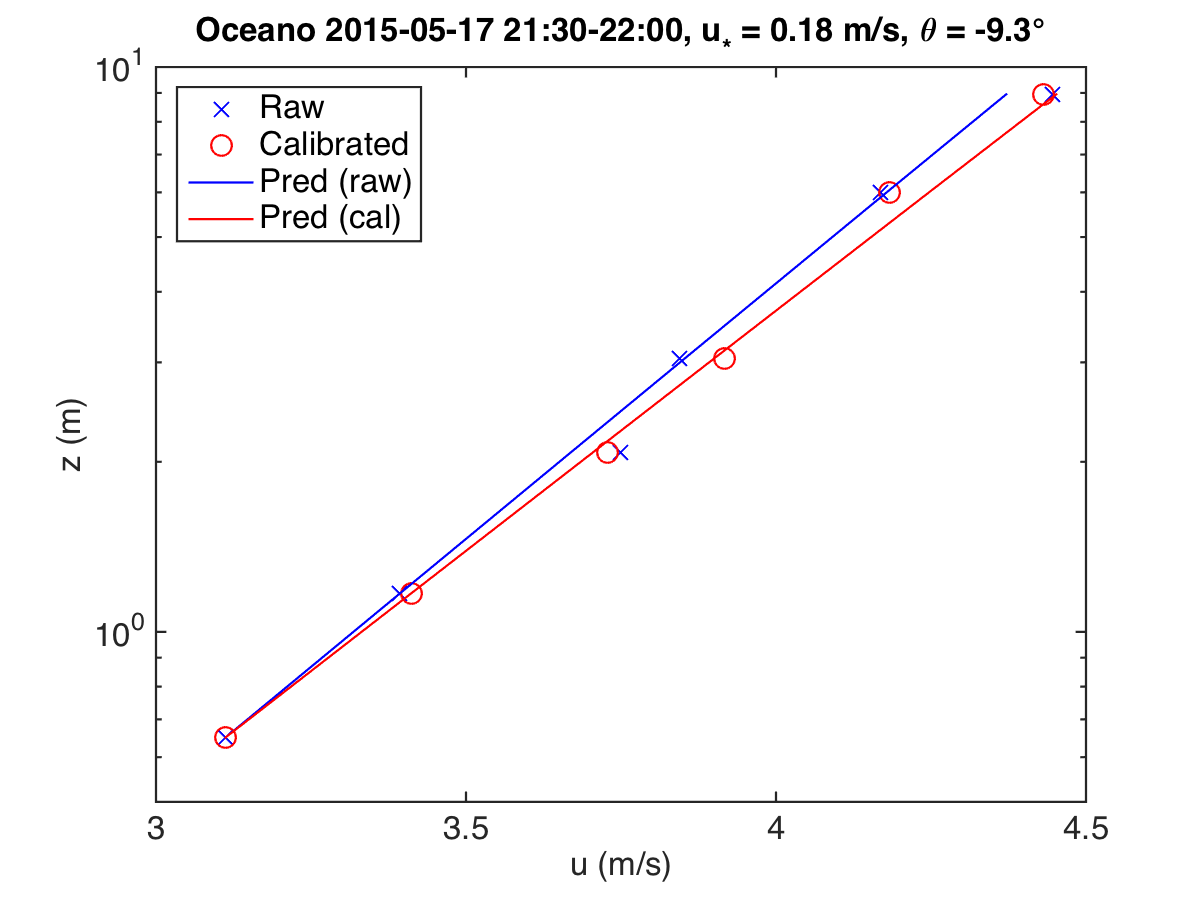 Oceano 2015-05-17 21:30-22:00, u* = 0.18 m/s, θ = -9.3°
10¹
Raw
Calibrated
Pred (raw)
Pred (cal)
z (m)
10⁰
3 3.5 4 4.5
u (m/s)